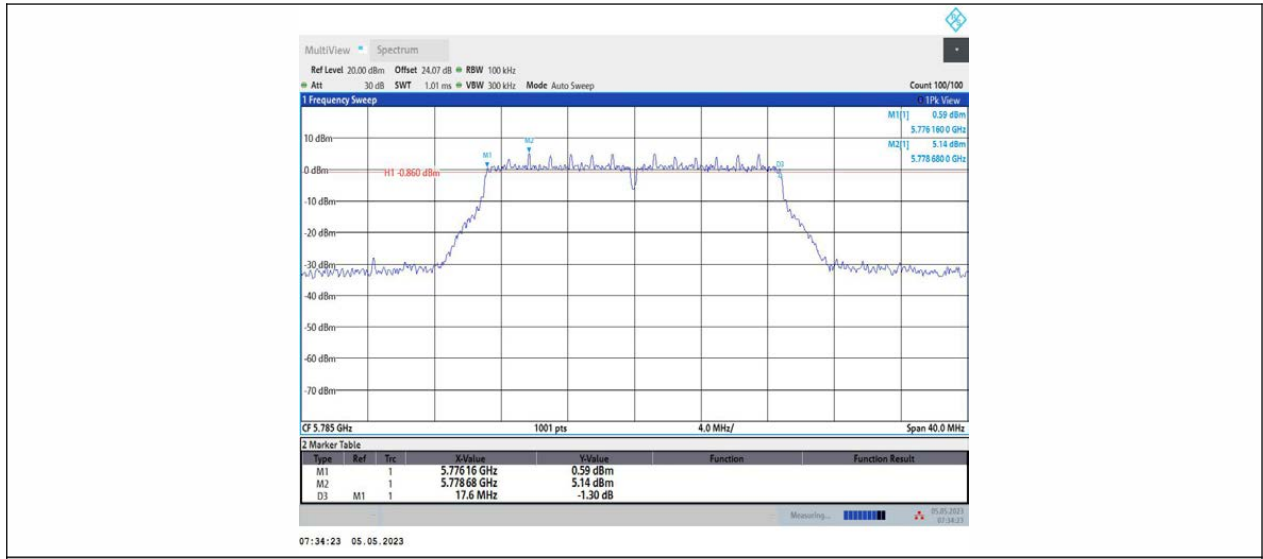 MultiView Spectrum
Ref Level 20.00 dBm Offset 24.07 dB RBW 100 kHz
Att 30 dB SWT 1.01 ms VBW 300 kHz Mode Auto Sweep Count 100/100
1 Frequency Sweep 1Pk View
M1[1] 0.59 dBm
5.776 160 0 GHz
10 dBm M2 M2[1] 5.14 dBm
5.778 680 0 GHz
M1 D3
0 dBm H1 -0.860 dBm
-10 dBm
-20 dBm
-30 dBm
-40 dBm
-50 dBm
-60 dBm
-70 dBm
CF 5.785 GHz 1001 pts 4.0 MHz/ Span 40.0 MHz
2 Marker Table
Type Ref Trc X-Value Y-Value Function Function Result
M1 1 5.77616 GHz 0.59 dBm
M2 1 5.77868 GHz 5.14 dBm
D3 M1 1 17.6 MHz -1.30 dB
Measuring... 05.05.2023
07:34:23
07:34:23 05.05.2023